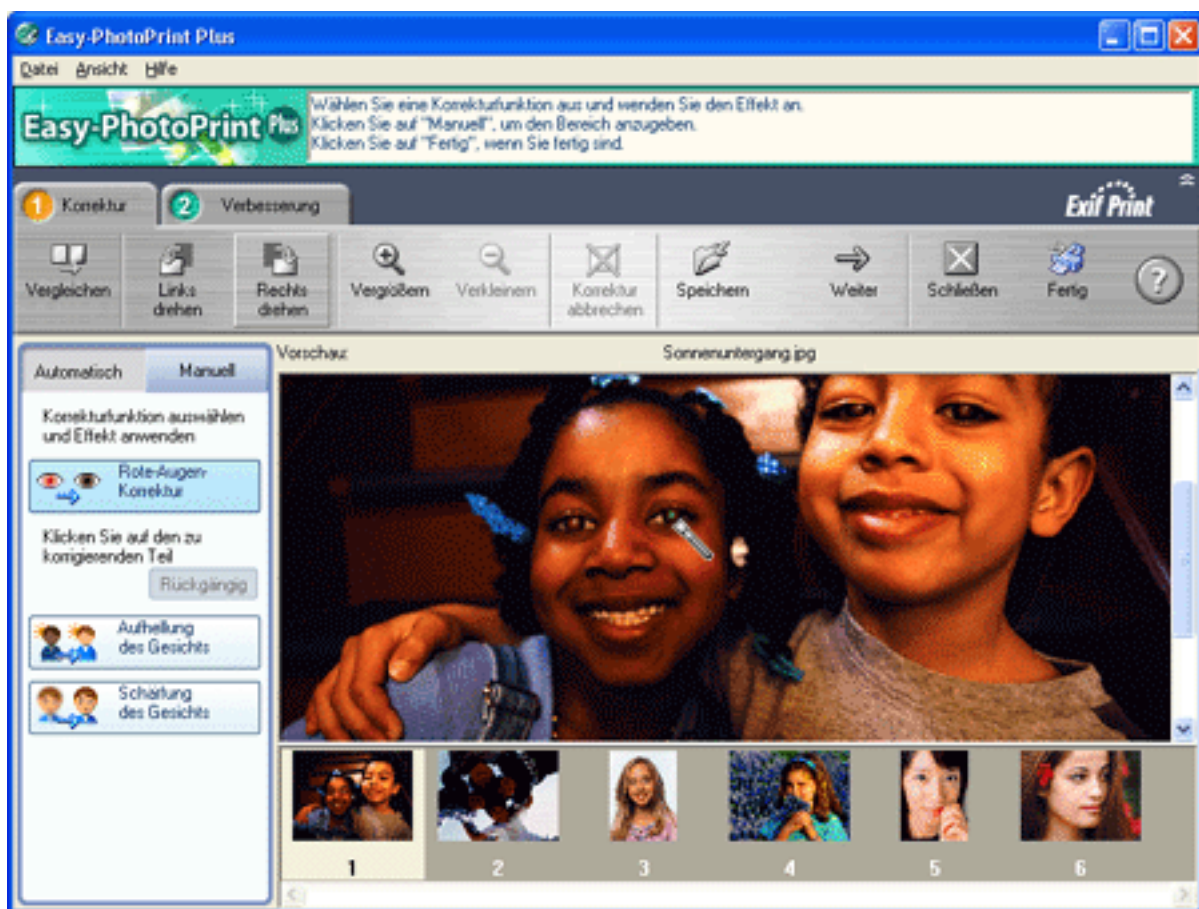 Easy-PhotoPrint Plus
Datei Ansicht Hilfe
Easy-PhotoPrint Plus
Wählen Sie eine Korrekturfunktion aus und wenden Sie den Effekt an.
Klicken Sie auf "Manuell", um den Bereich anzugeben.
Klicken Sie auf "Fertig", wenn Sie fertig sind.
1 Korrektur 2 Verbesserung Exif Print
Vergleichen Links drehen Rechts drehen Vergrößern Verkleinern Korrektur abbrechen Speichern Weiter Schließen Fertig ?
Automatisch Manuell
Vorschau: Sonnenuntergang.jpg
Korrekturfunktion auswählen
und Effekt anwenden
Rote-Augen-
Korrektur
Klicken Sie auf den zu
korrigierenden Teil
Rückgängig
Aufhellung
des Gesichts
Schärfung
des Gesichts
1 2 3 4 5 6